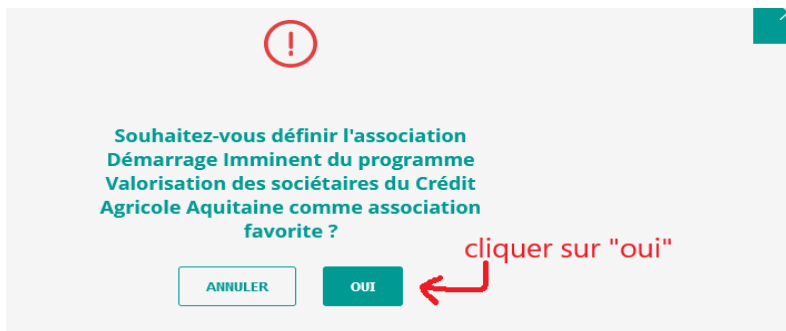 Souhaitez-vous définir l'association
Démarrage Imminent du programme
Valorisation des sociétaires du Crédit
Agricole Aquitaine comme association
favorite ?
cliquer sur "oui"
ANNULER
OUI